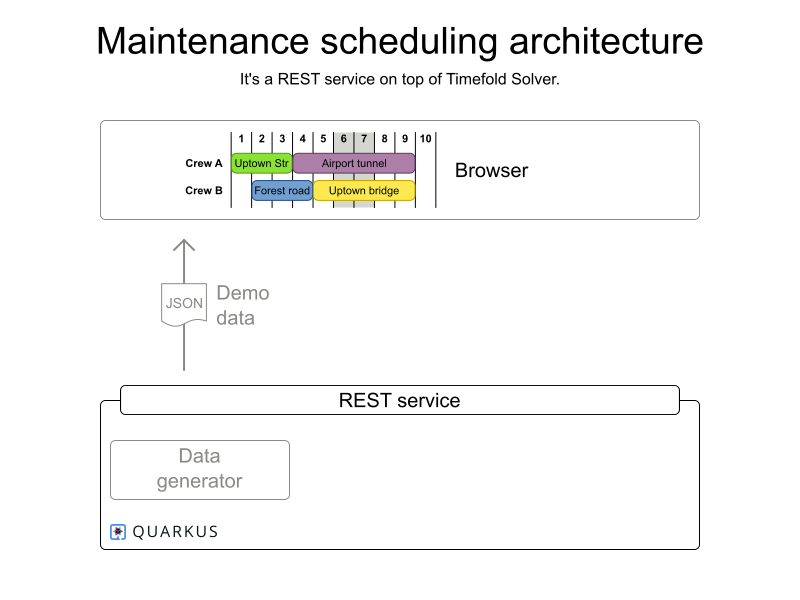 Maintenance scheduling architecture
It's a REST service on top of Timefold Solver.
1 2 3 4 5 6 7 8 9 10
Crew A Uptown Str Airport tunnel
Browser
Crew B Forest road Uptown bridge
JSON
Demo
data
REST service
Data
generator
QUARKUS